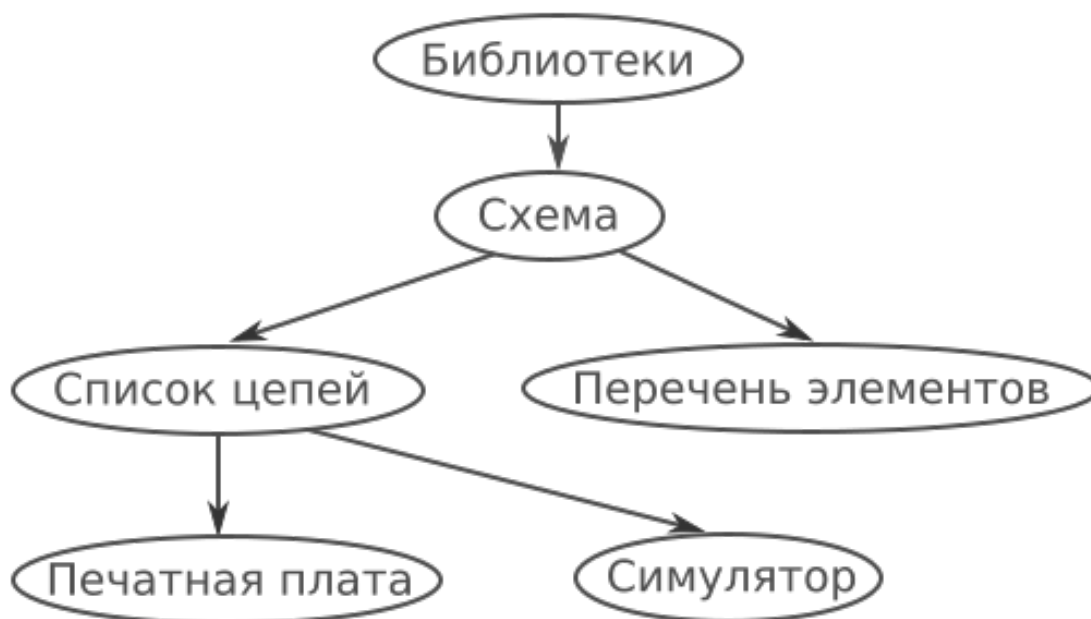 Библиотеки
Схема
Список цепей
Перечень элементов
Печатная плата
Симулятор